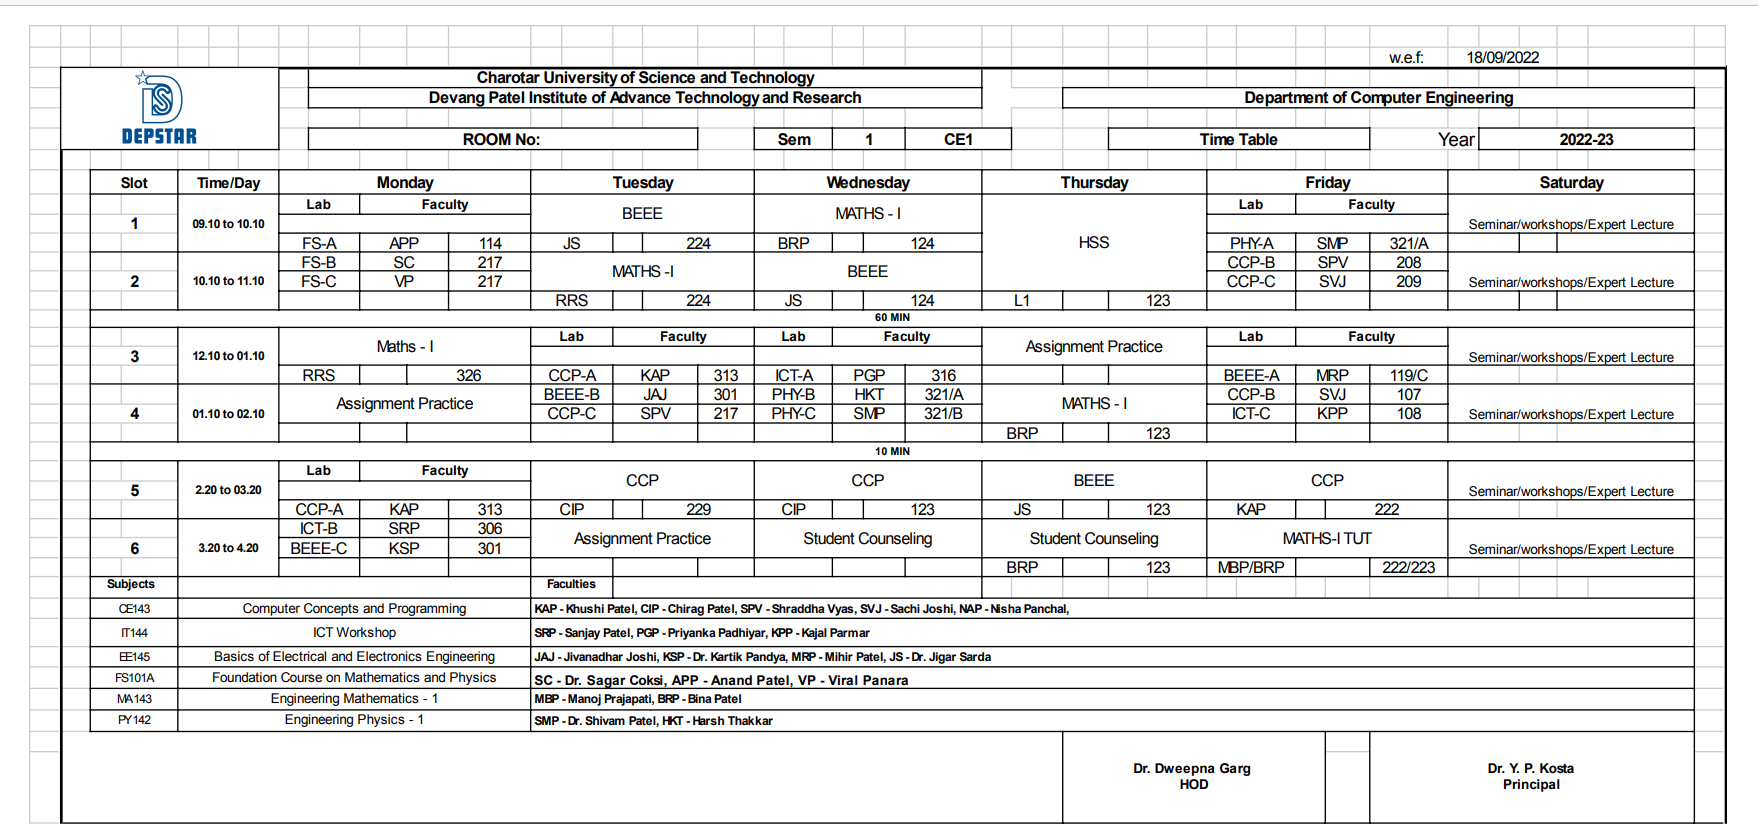 w.e.f: 18/09/2022
Charotar University of Science and Technology
Devang Patel Institute of Advance Technology and Research Department of Computer Engineering
DEPSTAR
ROOM No: Sem 1 CE1 Time Table Year 2022-23
Slot Time/Day Monday Tuesday Wednesday Thursday Friday Saturday
Lab Faculty BEEE MATHS - I Lab Faculty
1 09.10 to 10.10 Seminar/workshops/Expert Lecture
FS-A APP 114 JS 224 BRP 124 HSS PHY-A SMP 321/A
FS-B SC 217 CCP-B SPV 208
2 10.10 to 11.10 FS-C VP 217 MATHS -I BEEE CCP-C SVJ 209 Seminar/workshops/Expert Lecture
RRS 224 JS 124 L1 123
60 MIN
Lab Faculty Lab Faculty Lab Faculty
3 12.10 to 01.10 Maths - I Assignment Practice Seminar/workshops/Expert Lecture
RRS 326 CCP-A KAP 313 ICT-A PGP 316 BEEE-A MRP 119/C
BEEE-B JAJ 301 PHY-B HKT 321/A CCP-B SVJ 107
4 01.10 to 02.10 Assignment Practice CCP-C SPV 217 PHY-C SMP 321/B MATHS - I ICT-C KPP 108 Seminar/workshops/Expert Lecture
BRP 123
10 MIN
Lab Faculty
5 2.20 to 03.20 CCP CCP BEEE CCP Seminar/workshops/Expert Lecture
CCP-A KAP 313 CIP 229 CIP 123 JS 123 KAP 222
ICT-B SRP 306
6 3.20 to 4.20 BEEE-C KSP 301 Assignment Practice Student Counseling Student Counseling MATHS-I TUT Seminar/workshops/Expert Lecture
BRP 123 MBP/BRP 222/223
Subjects Faculties
CE143 Computer Concepts and Programming KAP - Khushi Patel, CIP - Chirag Patel, SPV - Shraddha Vyas, SVJ - Sachi Joshi, NAP - Nisha Panchal,
IT144 ICT Workshop SRP - Sanjay Patel, PGP - Priyanka Padhiyar, KPP - Kajal Parmar
EE145 Basics of Electrical and Electronics Engineering JAJ - Jivanadhar Joshi, KSP - Dr. Kartik Pandya, MRP - Mihir Patel, JS - Dr. Jigar Sarda
FS101A Foundation Course on Mathematics and Physics SC - Dr. Sagar Coksi, APP - Anand Patel, VP - Viral Panara
MA143 Engineering Mathematics - 1 MBP - Manoj Prajapati, BRP - Bina Patel
PY142 Engineering Physics - 1 SMP - Dr. Shivam Patel, HKT - Harsh Thakkar
Dr. Dweepna Garg Dr. Y. P. Kosta
HOD Principal